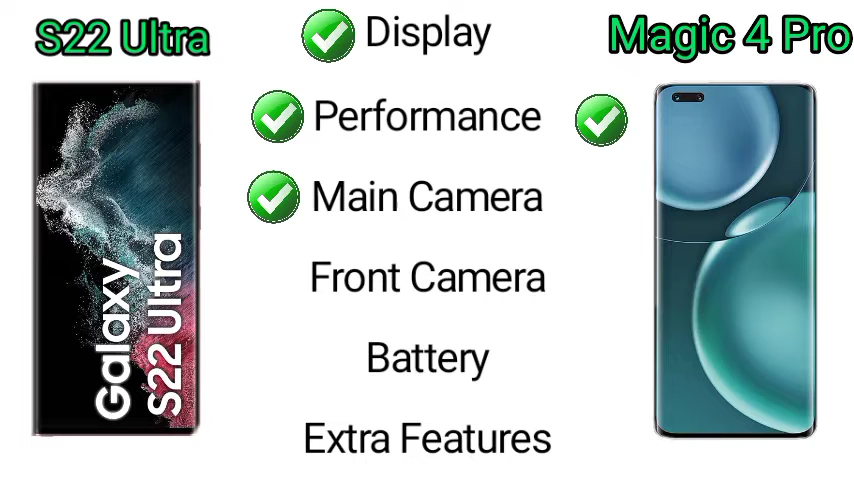 S22 Ultra
Display
Magic 4 Pro
Performance
Main Camera
Front Camera
Battery
Extra Features
Galaxy
S22 Ultra